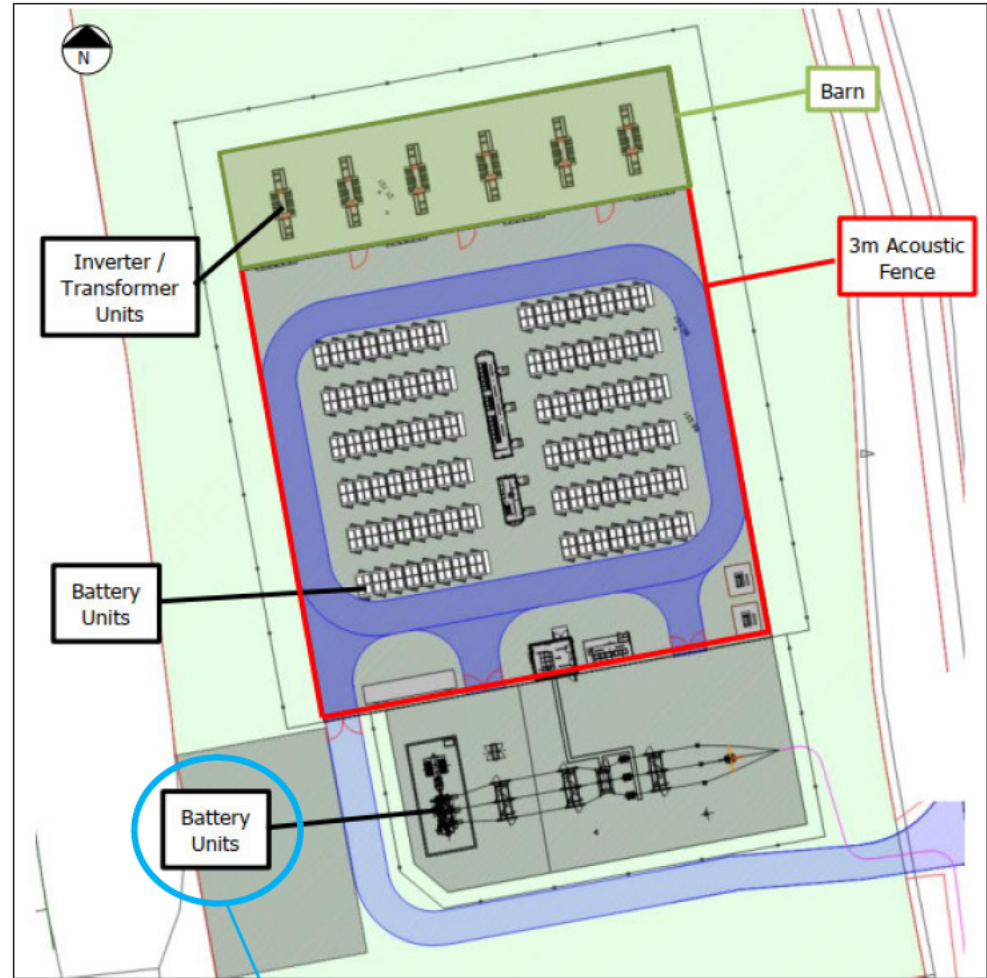 N
Barn
Inverter /
Transformer
Units
3m Acoustic
Fence
Battery
Units
Battery
Units